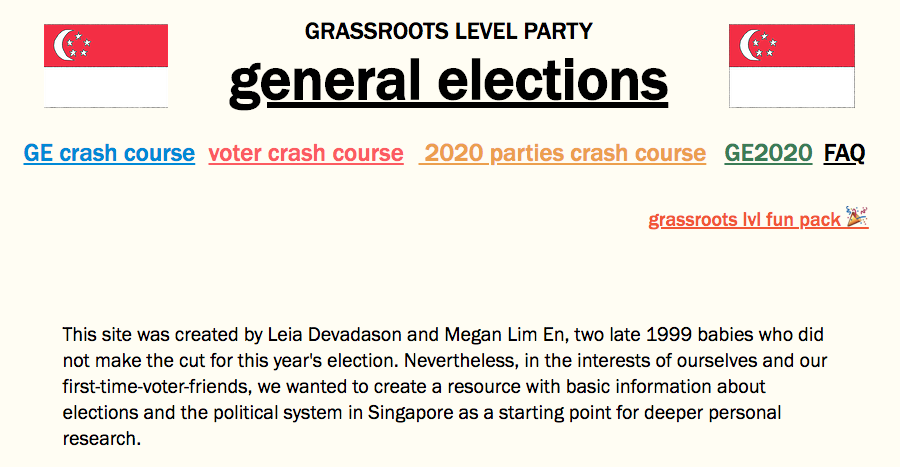 GRASSROOTS LEVEL PARTY
general elections
GE crash course voter crash course 2020 parties crash course GE2020 FAQ
grassroots lvl fun pack 🎉
This site was created by Leia Devadason and Megan Lim En, two late 1999 babies who did
not make the cut for this year's election. Nevertheless, in the interests of ourselves and our
first-time-voter-friends, we wanted to create a resource with basic information about
elections and the political system in Singapore as a starting point for deeper personal
research.